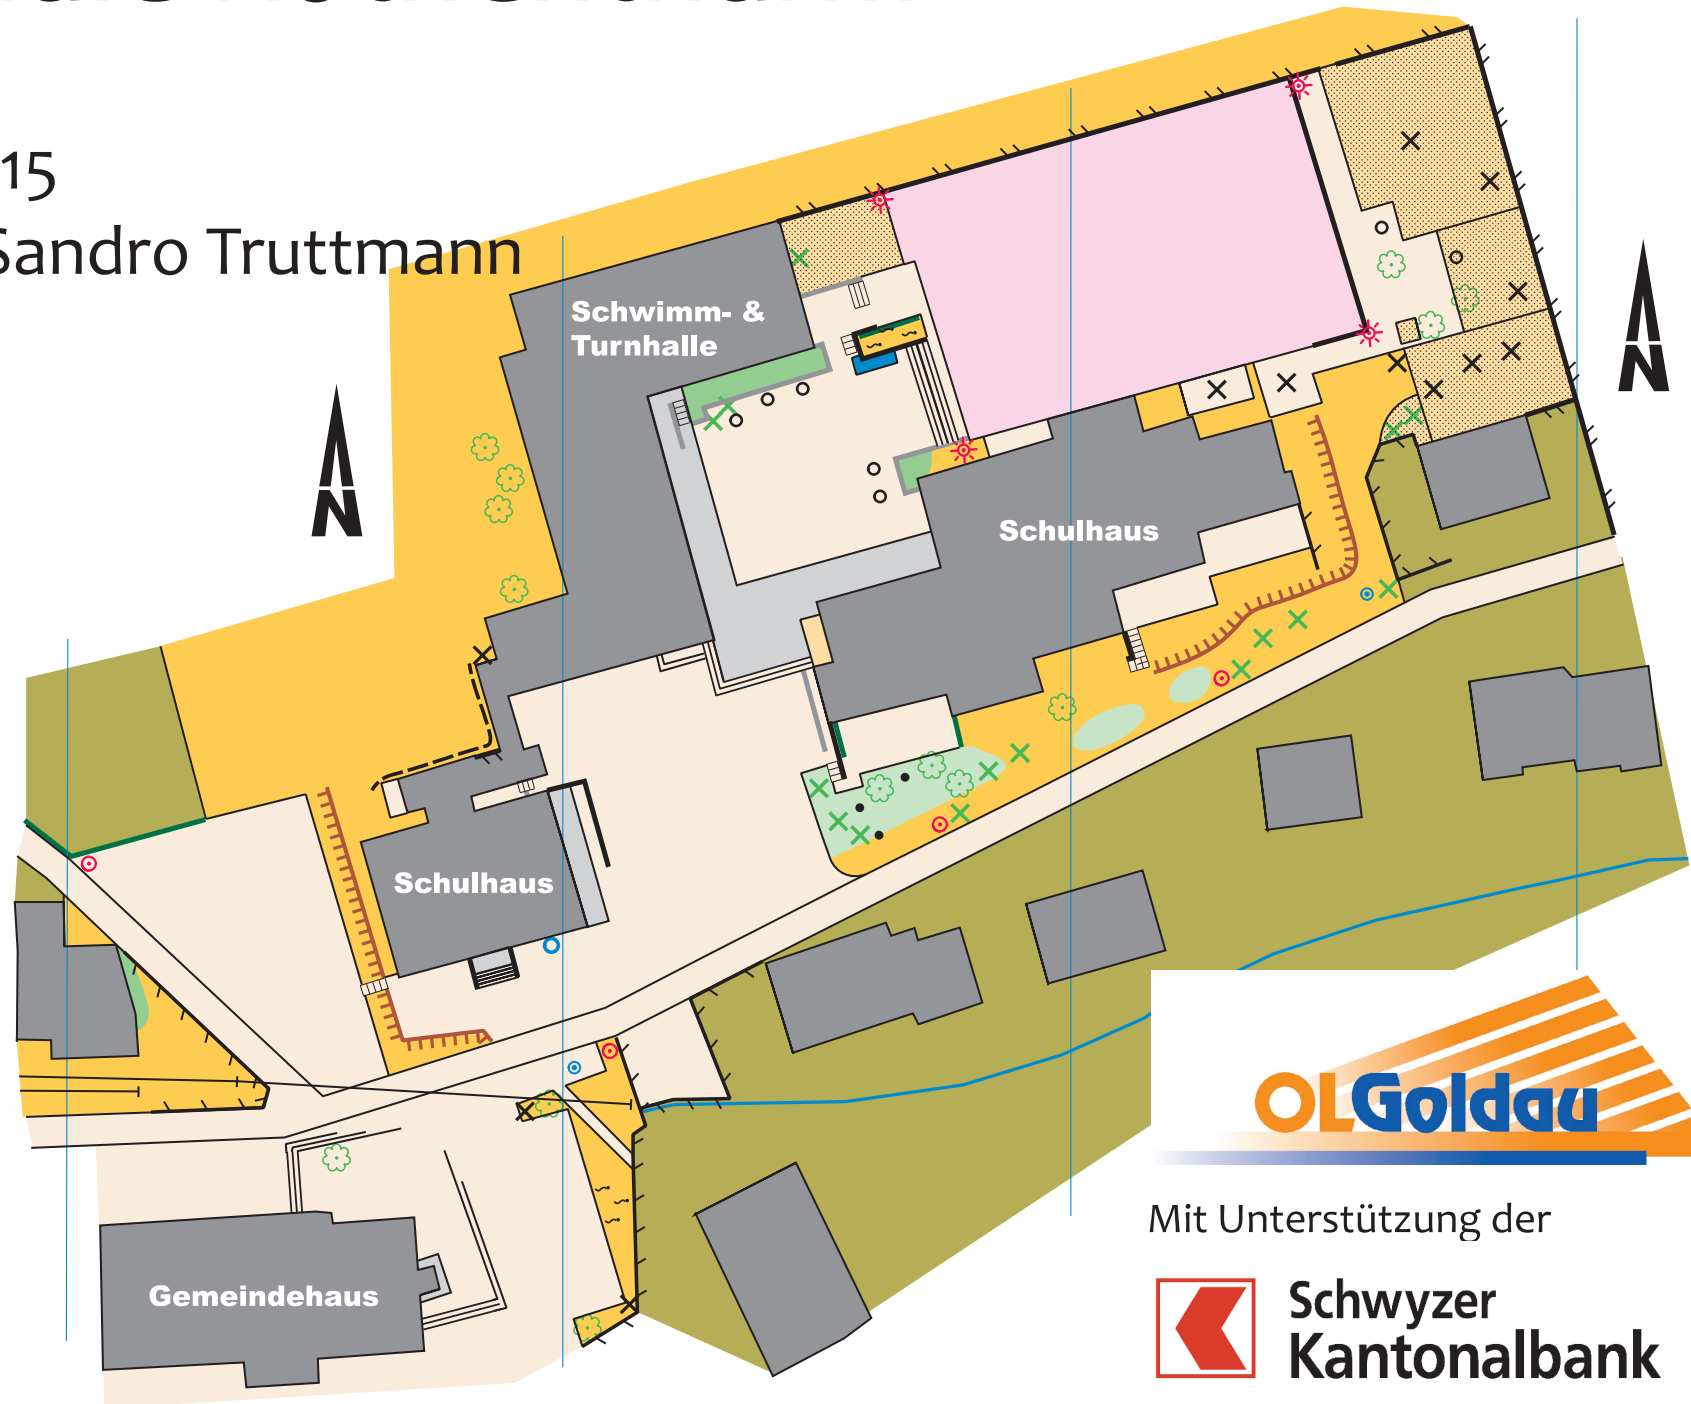 15
Sandro Truttmann
Schwimm- &
Turnhalle
N
N
Schulhaus
Schulhaus
Gemeindehaus
OLGoldau
Mit Unterstützung der
Schwyzer
Kantonalbank